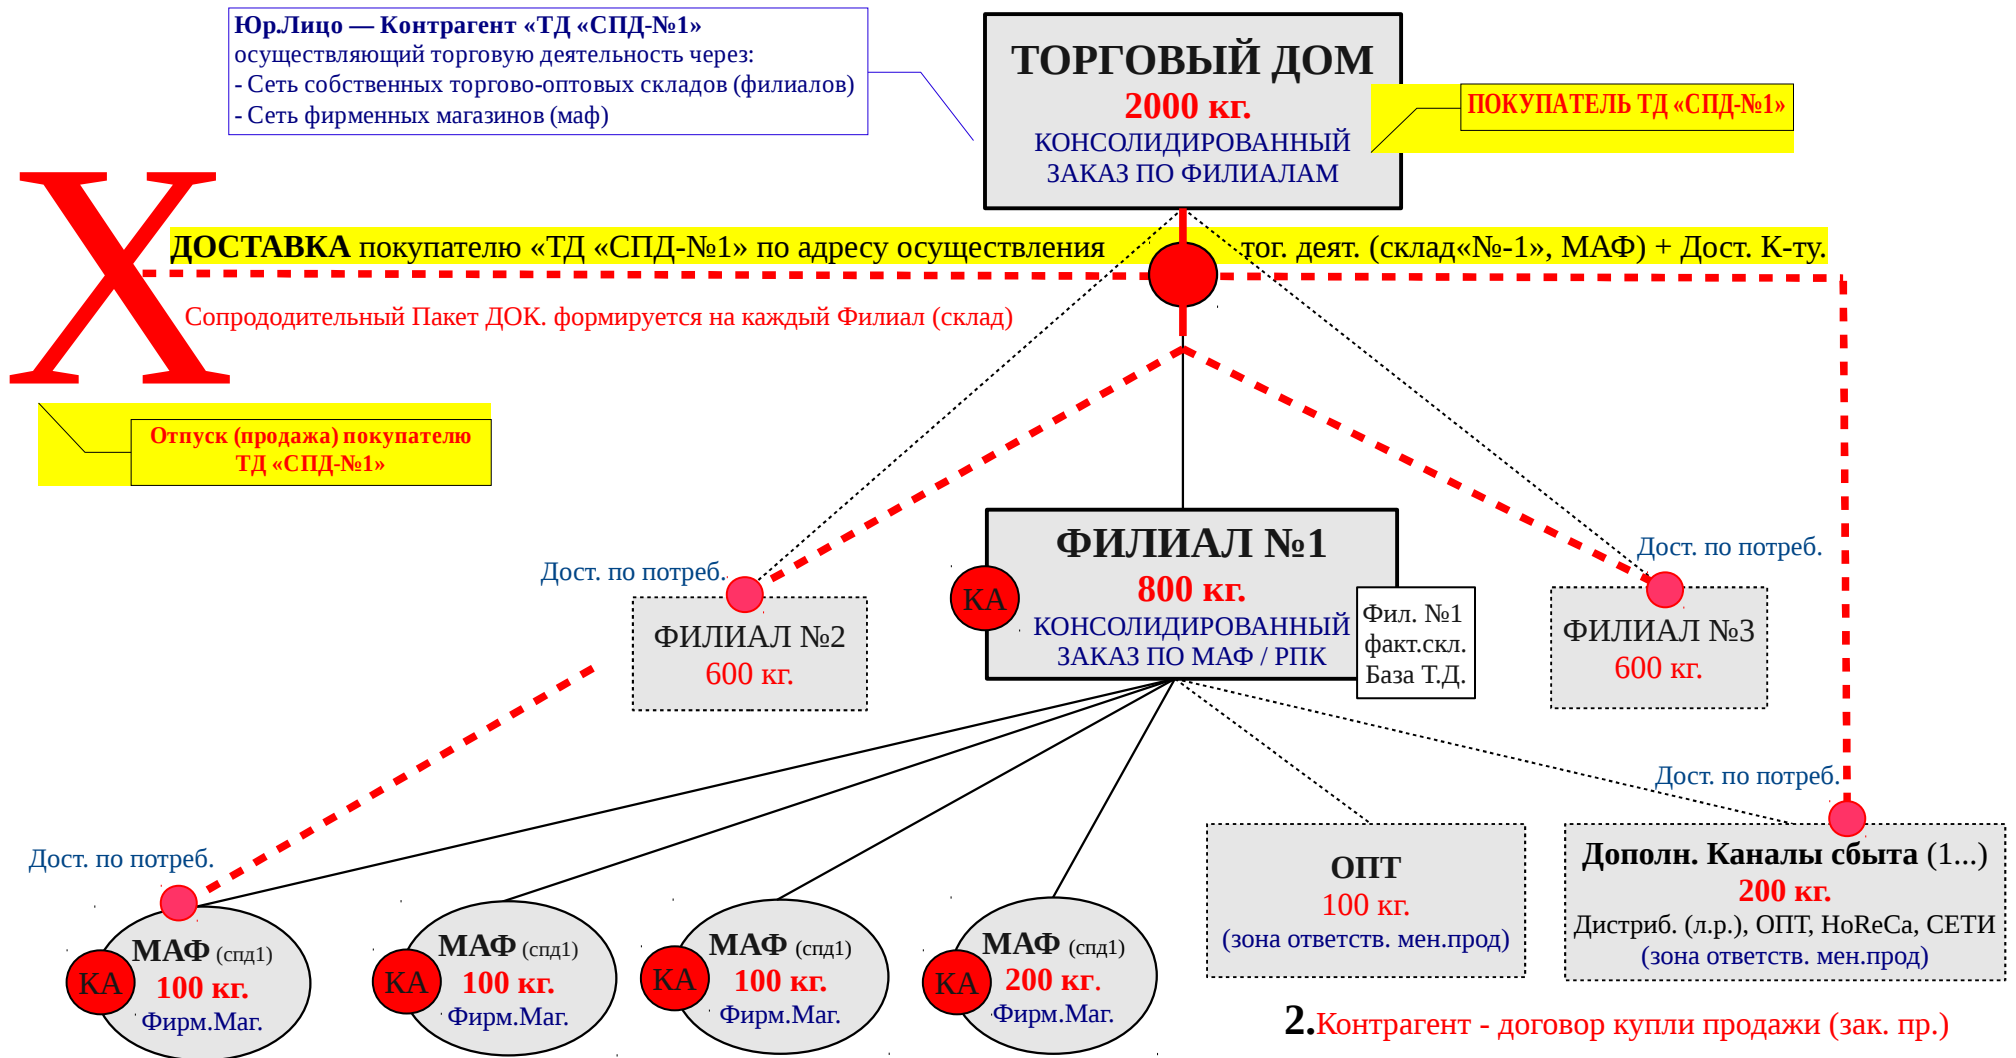 Юр.Лицо — Контрагент «ТД «СПД-№1»
осуществляющий торговую деятельность через:
- Сеть собственных торгово-оптовых складов (филиалов)
- Сеть фирменных магазинов (маф)
ТОРГОВЫЙ ДОМ
2000 кг.
КОНСОЛИДИРОВАННЫЙ
ЗАКАЗ ПО ФИЛИАЛАМ
ПОКУПАТЕЛЬ ТД «СПД-№1»
Х
ДОСТАВКА покупателю «ТД «СПД-№1» по адресу осуществления тог. деят. (склад«№-1», МАФ) + Дост. К-ту.
Сопрододительный Пакет ДОК. формируется на каждый Филиал (склад)
Отпуск (продажа) покупателю
ТД «СПД-№1»
Дост. по потреб.
ФИЛИАЛ №2
600 кг.
КА
ФИЛИАЛ №1
800 кг.
КОНСОЛИДИРОВАННЫЙ
ЗАКАЗ ПО МАФ / РПК
Фил. №1
факт.скл.
База Т.Д.
Дост. по потреб.
ФИЛИАЛ №3
600 кг.
Дост. по потреб.
Дост. по потреб.
КА
МАФ (спд1)
100 кг.
Фирм.Маг.
КА
МАФ (спд1)
100 кг.
Фирм.Маг.
КА
МАФ (спд1)
100 кг.
Фирм.Маг.
КА
МАФ (спд1)
200 кг.
Фирм.Маг.
ОПТ
100 кг.
(зона ответств. мен.прод)
Дополн. Каналы сбыта (1...)
200 кг.
Дистриб. (л.р.), ОПТ, HoReCa, СЕТИ
(зона ответств. мен.прод)
2.Контрагент - договор купли продажи (зак. пр.)